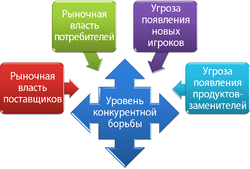 Рыночная
власть
потребителей
Угроза
появления
новых
игроков
Рыночная
власть
поставщиков
Уровень
конкурентной
борьбы
Угроза
появления
продуктов-
заменителей